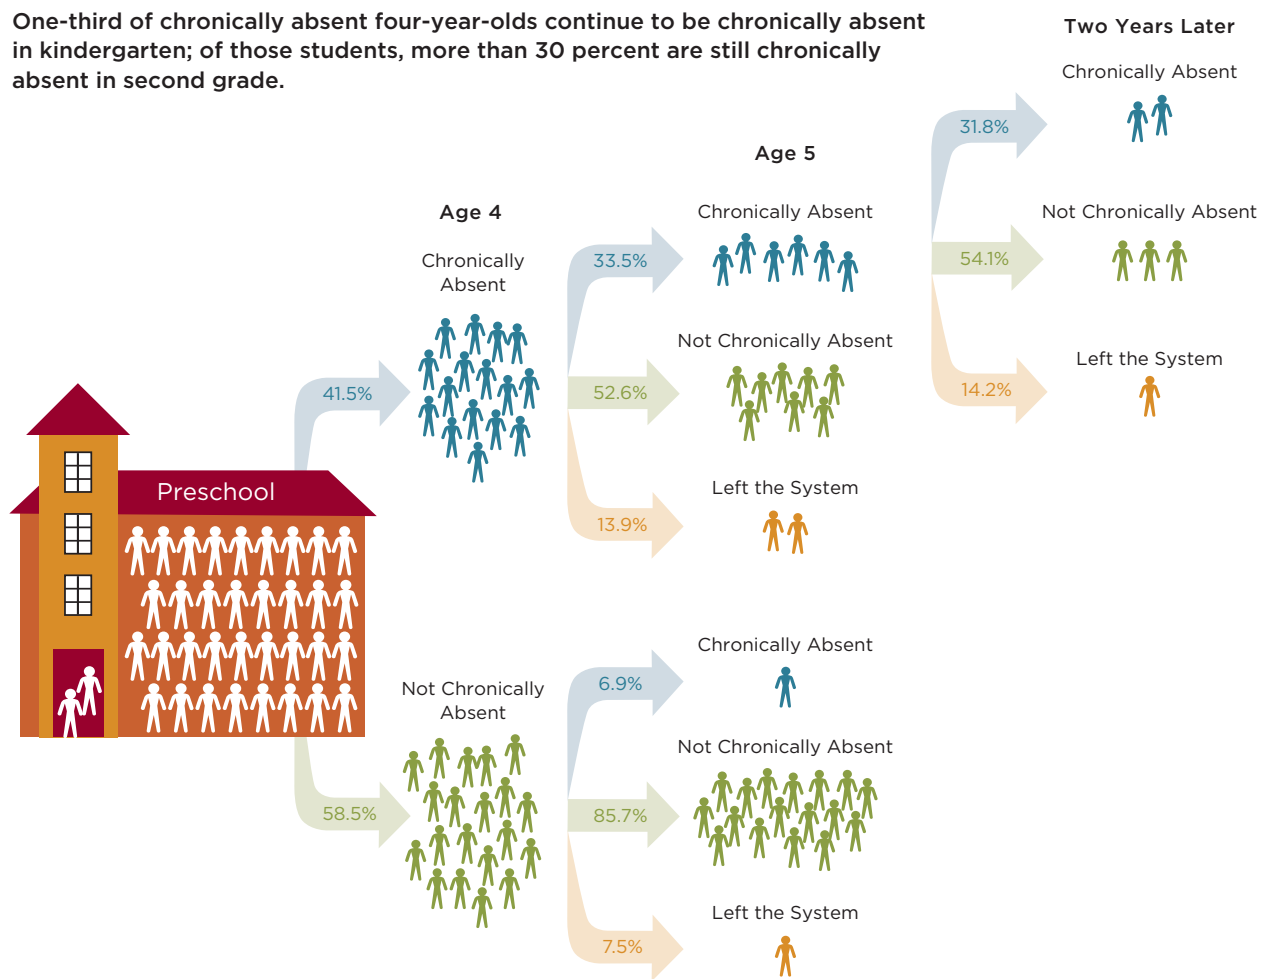 One-third of chronically absent four-year-olds continue to be chronically absent
in kindergarten; of those students, more than 30 percent are still chronically
absent in second grade.
Two Years Later
Chronically Absent
31.8%
Age 5
Not Chronically Absent
54.1%
Left the System
14.2%
Chronically Absent
33.5%
Not Chronically Absent
52.6%
Left the System
13.9%
Age 4
Chronically
Absent
41.5%
Preschool
Not Chronically
Absent
58.5%
Chronically Absent
6.9%
Not Chronically Absent
85.7%
Left the System
7.5%